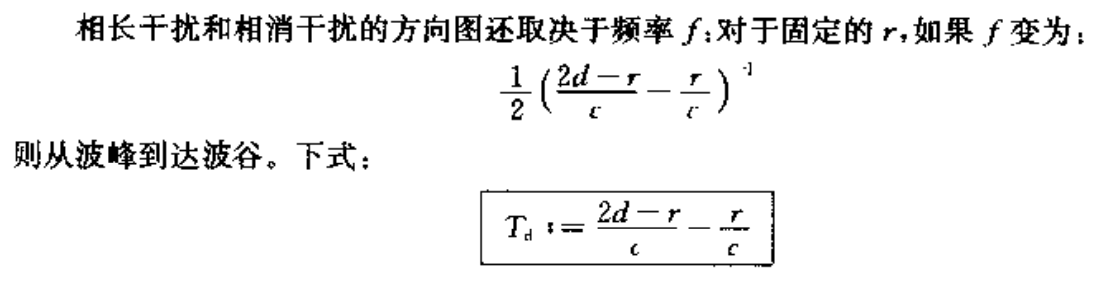 相长干扰和相消干扰的方向图还取决于频率 f;对于固定的 r,如果 f 变为:
$\frac{1}{2}\left(\frac{2d-r}{c}-\frac{r}{c}\right)^{-1}$
则从波峰到达波谷。下式:
$T_d := \frac{2d-r}{c}-\frac{r}{c}$